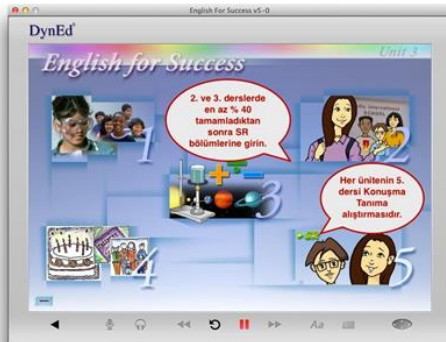 English For Success v5-0
DynEd
Unit 3
English for Success
2. ve 3. derslerde
en az % 40
tamamladıktan
sonra SR
bölümlerine girin.
1
2
Her ünitenin 5.
dersi Konuşma
Tanıma
alıştırmasıdır.
3
4
5
Aa